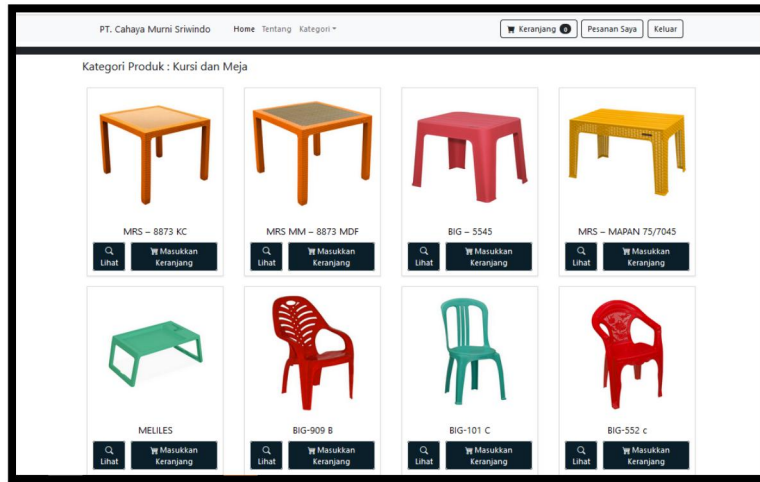 PT. Cahaya Murni Sriwindo Home Tentang Kategori Keranjang 0 Pesanan Saya Keluar
Kategori Produk : Kursi dan Meja
MRS – 8873 KC MRS MM – 8873 MDF BIG – 5545 MRS – MAPAN 75/7045
Lihat Masukkan Keranjang Lihat Masukkan Keranjang Lihat Masukkan Keranjang Lihat Masukkan Keranjang
MELILES BIG-909 B BIG-101 C BIG-552 c
Lihat Masukkan Keranjang Lihat Masukkan Keranjang Lihat Masukkan Keranjang Lihat Masukkan Keranjang